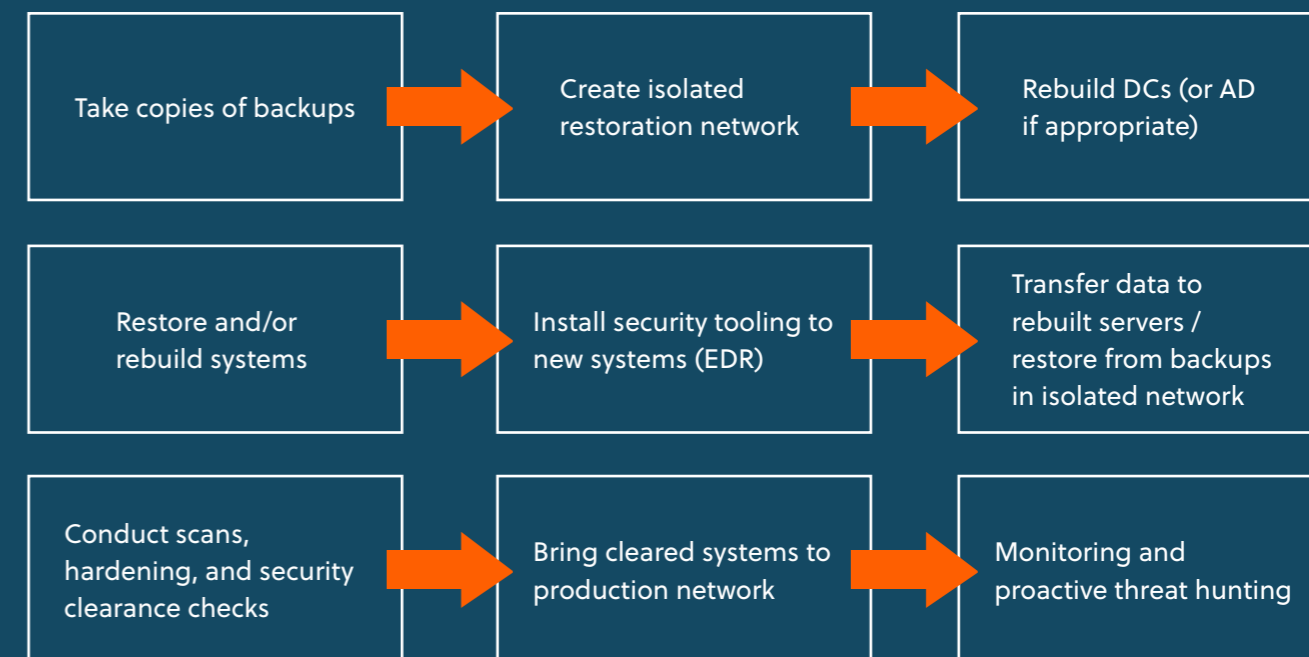 Take copies of backups
Create isolated
restoration network
Rebuild DCs (or AD
if appropriate)
Restore and/or
rebuild systems
Install security tooling to
new systems (EDR)
Transfer data to
rebuilt servers /
restore from backups
in isolated network
Conduct scans,
hardening, and security
clearance checks
Bring cleared systems to
production network
Monitoring and
proactive threat hunting